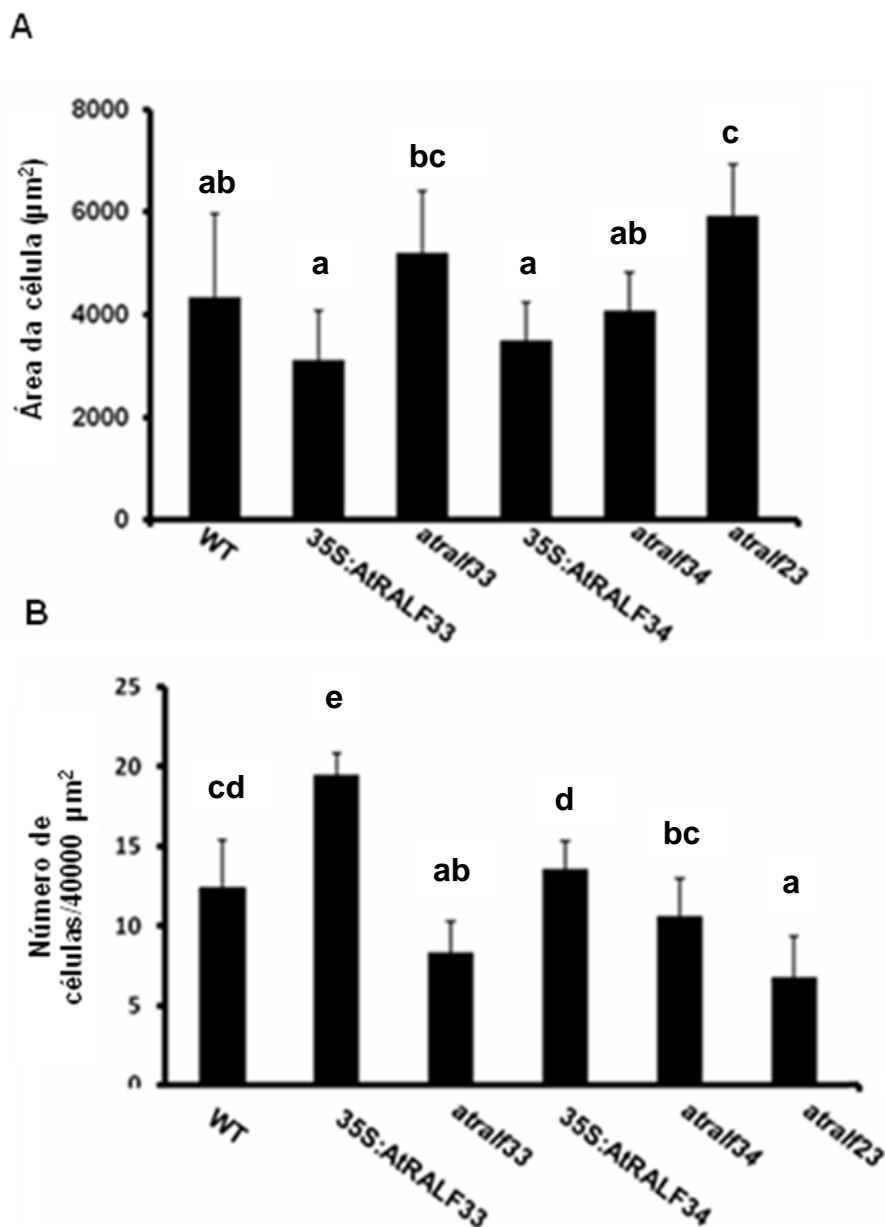 A
Área da célula (µm²)
8000
6000
4000
2000
0
ab
a
bc
a
ab
c
WT
35S:AtRALF33
atralf33
35S:AtRALF34
atralf34
atralf23
B
Número de
células/40000 µm²
25
20
15
10
5
0
cd
e
ab
d
bc
a
WT
35S:AtRALF33
atralf33
35S:AtRALF34
atralf34
atralf23